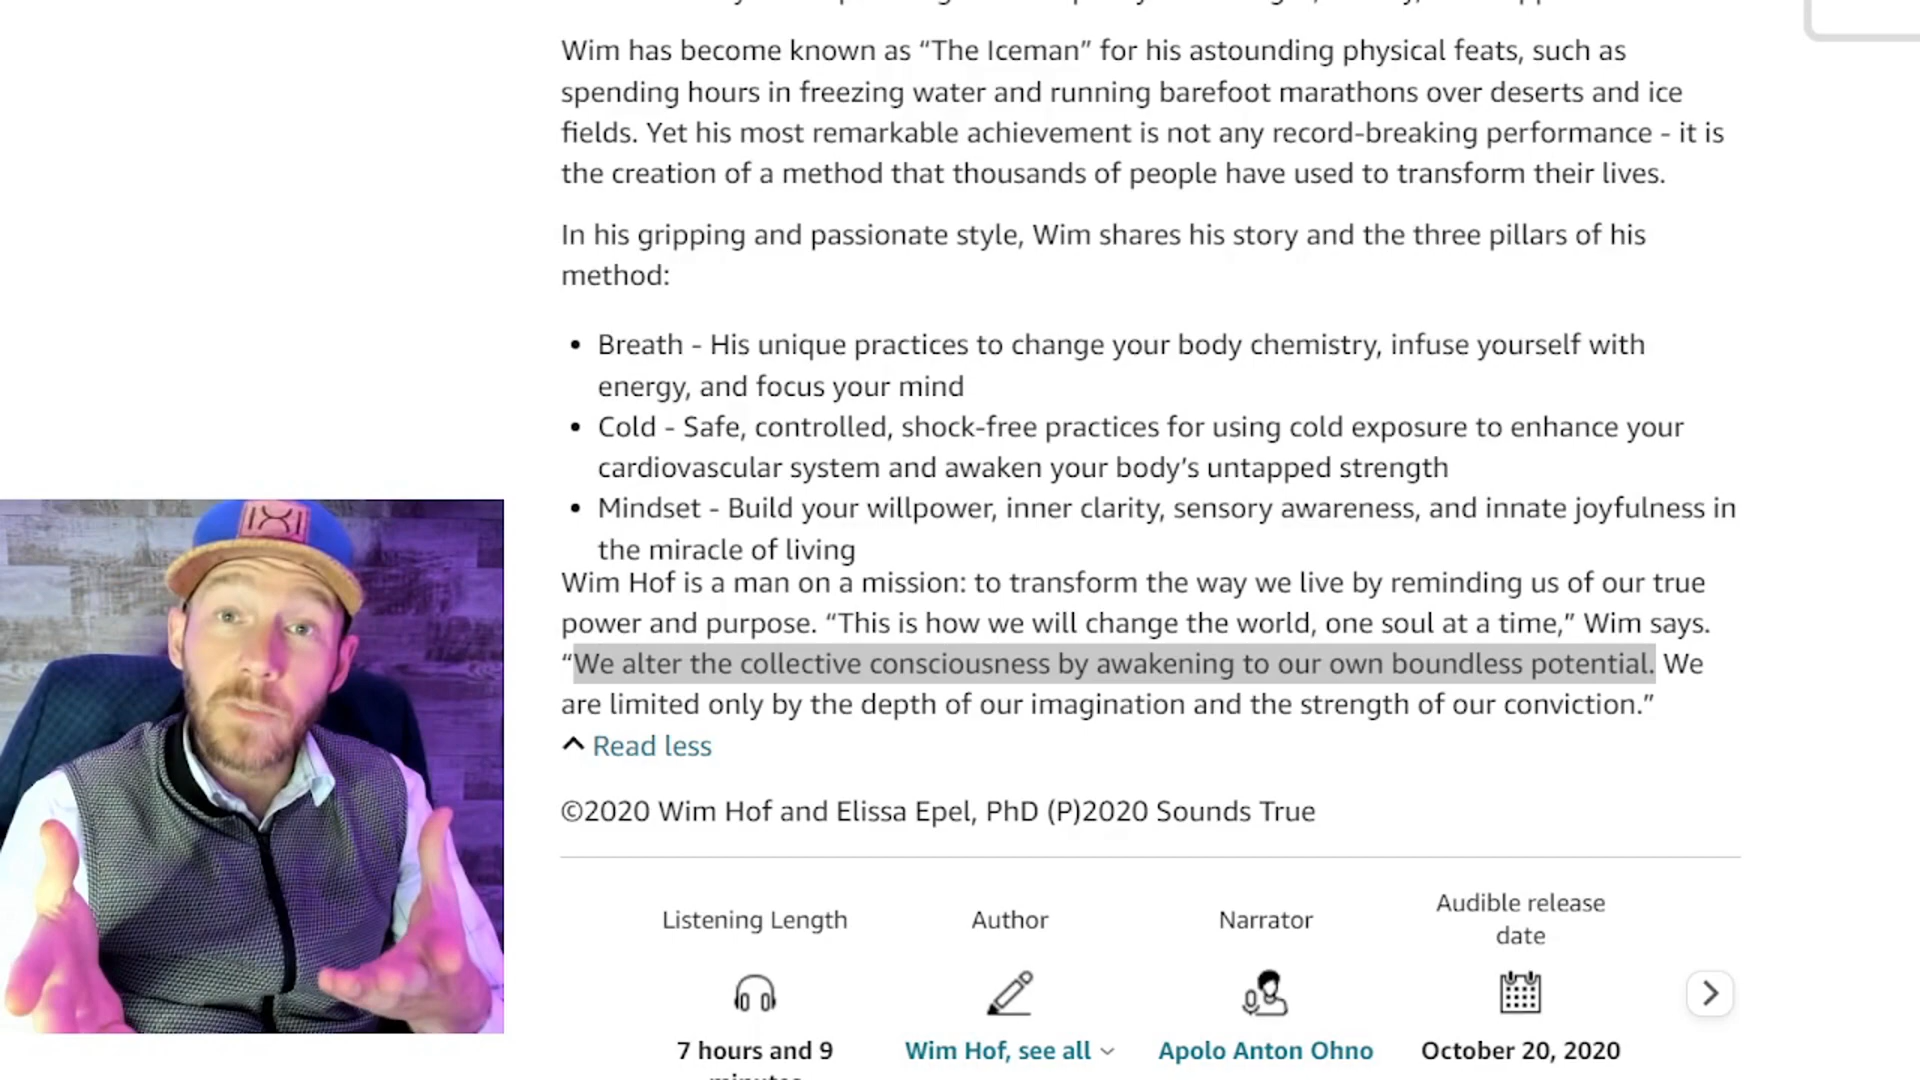 Wim has become known as “The Iceman” for his astounding physical feats, such as
spending hours in freezing water and running barefoot marathons over deserts and ice
fields. Yet his most remarkable achievement is not any record-breaking performance - it is
the creation of a method that thousands of people have used to transform their lives.
In his gripping and passionate style, Wim shares his story and the three pillars of his
method:
• Breath - His unique practices to change your body chemistry, infuse yourself with
energy, and focus your mind
• Cold - Safe, controlled, shock-free practices for using cold exposure to enhance your
cardiovascular system and awaken your body’s untapped strength
• Mindset - Build your willpower, inner clarity, sensory awareness, and innate joyfulness in
the miracle of living
Wim Hof is a man on a mission: to transform the way we live by reminding us of our true
power and purpose. “This is how we will change the world, one soul at a time,” Wim says.
“We alter the collective consciousness by awakening to our own boundless potential. We
are limited only by the depth of our imagination and the strength of our conviction.”
Read less
©2020 Wim Hof and Elissa Epel, PhD (P)2020 Sounds True
Listening Length
Author
Narrator
Audible release
date
7 hours and 9
minutes
Wim Hof, see all
Apolo Anton Ohno
October 20, 2020